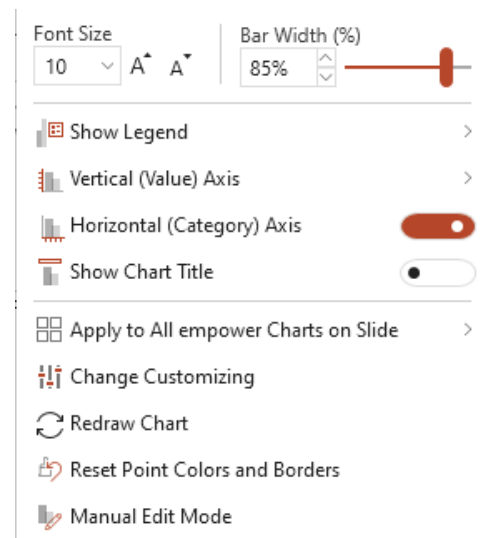 Font Size
Bar Width (%)
10
A
A
85%
Show Legend
Vertical (Value) Axis
Horizontal (Category) Axis
Show Chart Title
Apply to All empower Charts on Slide
Change Customizing
Redraw Chart
Reset Point Colors and Borders
Manual Edit Mode